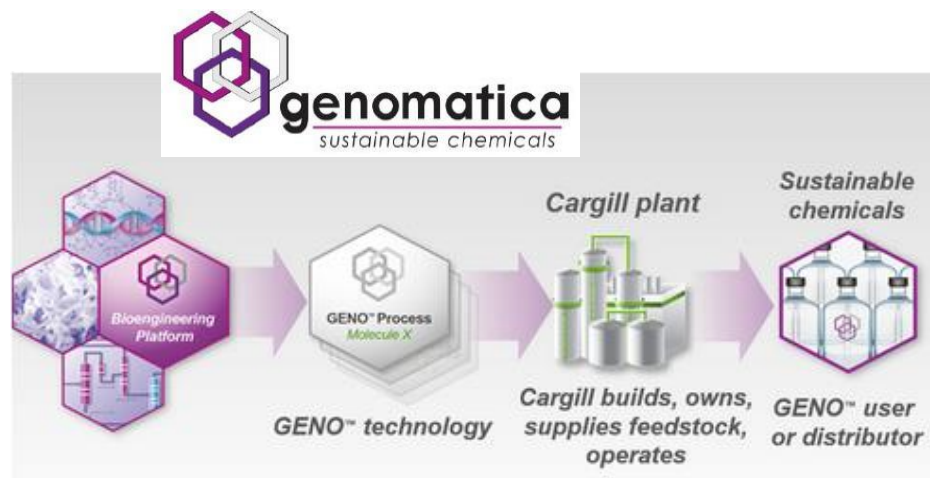 genomatica
sustainable chemicals
Bioengineering
Platform
GENO™ Process
Molecule X
GENO™ technology
Cargill plant
Cargill builds, owns,
supplies feedstock,
operates
Sustainable
chemicals
GENO™ user
or distributor